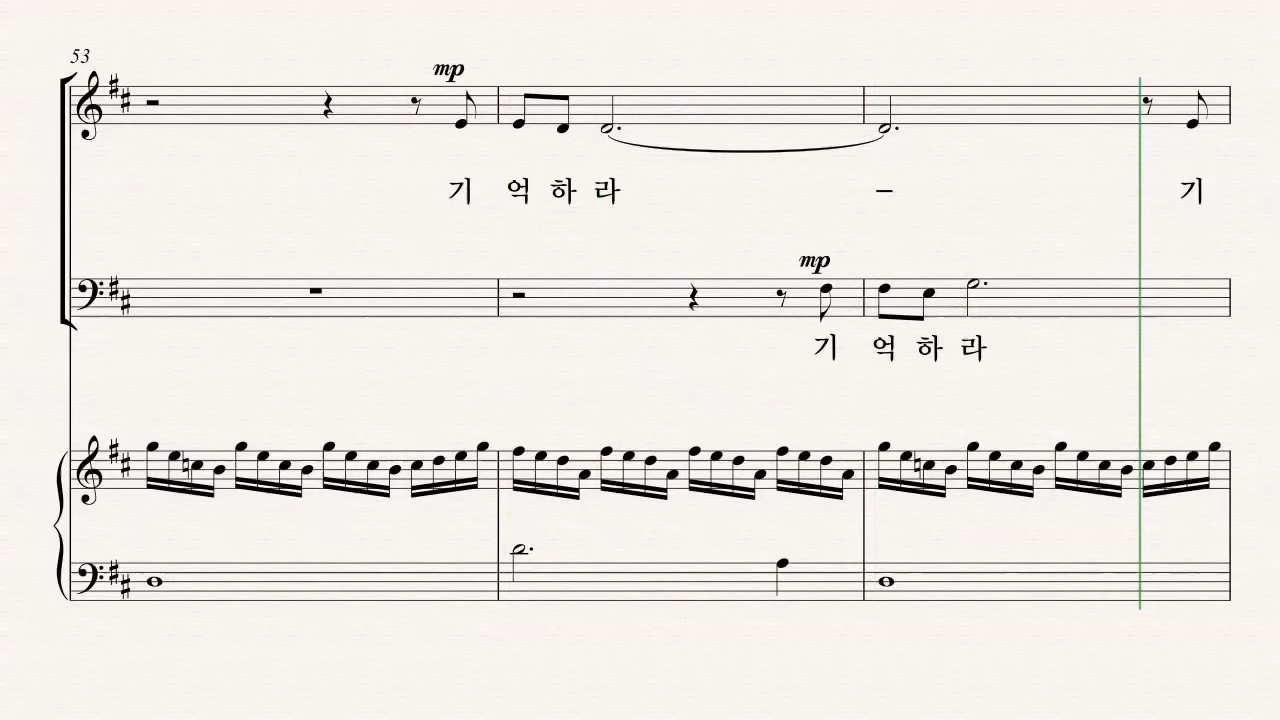 53
mp
기 억 하 라 – 기
mp
기 억 하 라